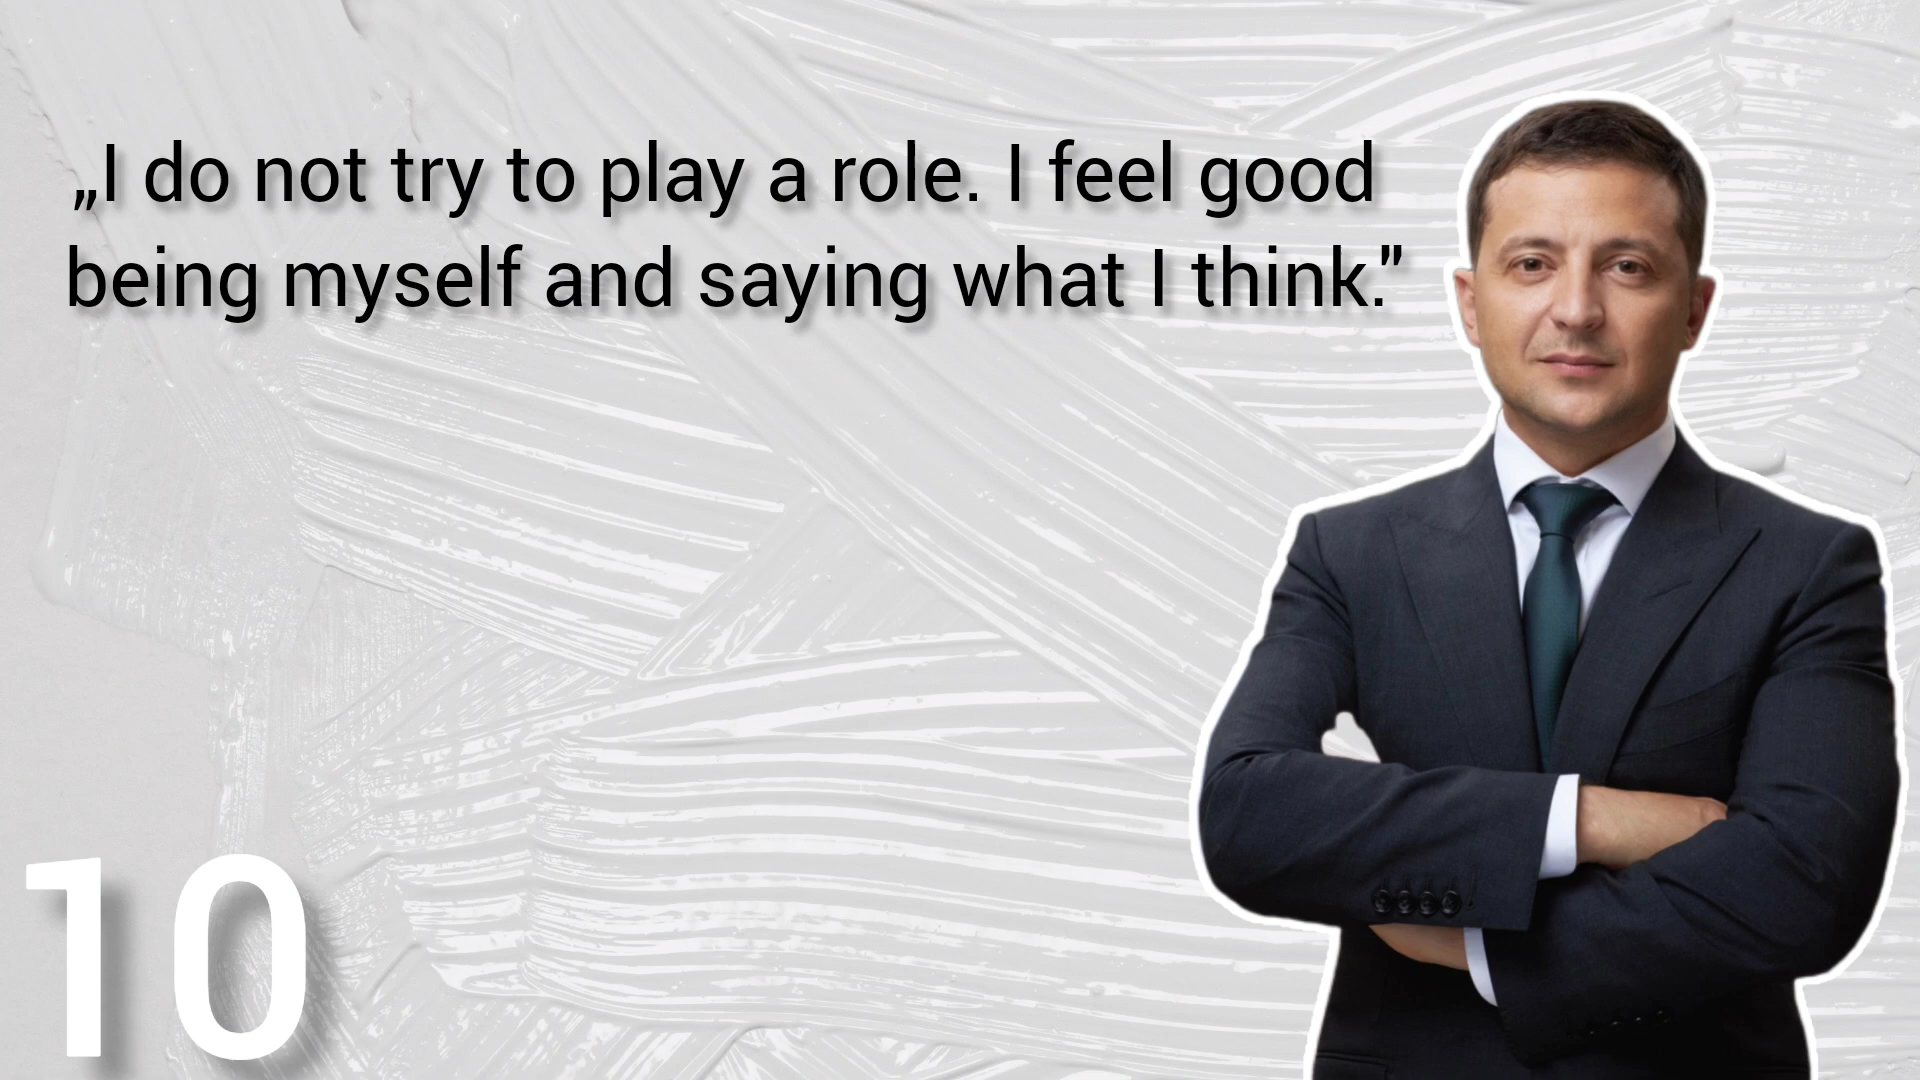 „I do not try to play a role. I feel good
being myself and saying what I think.”
10